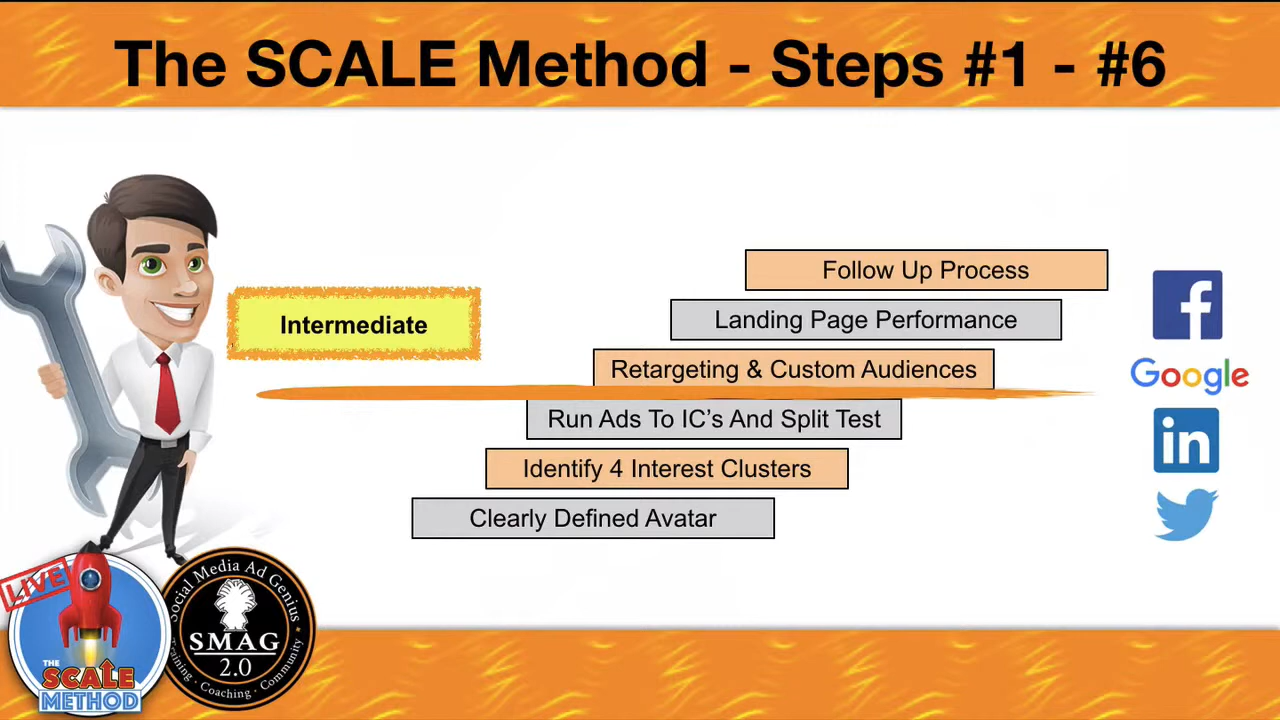 The SCALE Method - Steps #1 - #6
Intermediate
Follow Up Process
Landing Page Performance
Retargeting & Custom Audiences
Run Ads To IC’s And Split Test
Identify 4 Interest Clusters
Clearly Defined Avatar
f
Google
in
LIVE
THE
SCALE
METHOD
Social Media Ad Genius
SMAG
2.0
Training · Coaching · Community